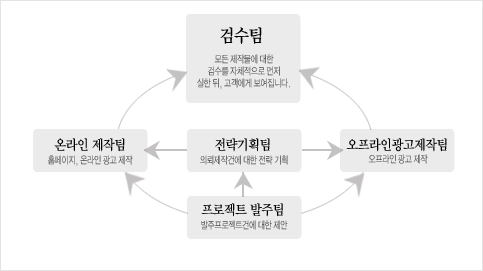 검수팀
모든 제작물에 대한
검수를 자체적으로 먼저
실한 뒤, 고객에게 보여집니다.
온라인 제작팀
홈페이지, 온라인 광고 제작
전략기획팀
의뢰제작건에 대한 전략 기획
오프라인광고제작팀
오프라인 광고 제작
프로젝트 발주팀
발주프로젝트건에 대한 제안